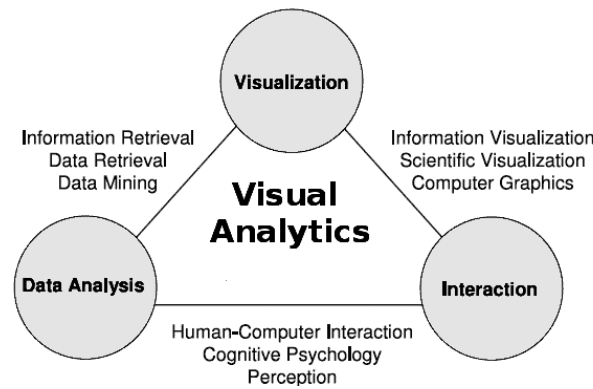 Visualization
Information Retrieval
Data Retrieval
Data Mining
Information Visualization
Scientific Visualization
Computer Graphics
Visual
Analytics
Data Analysis
Interaction
Human-Computer Interaction
Cognitive Psychology
Perception